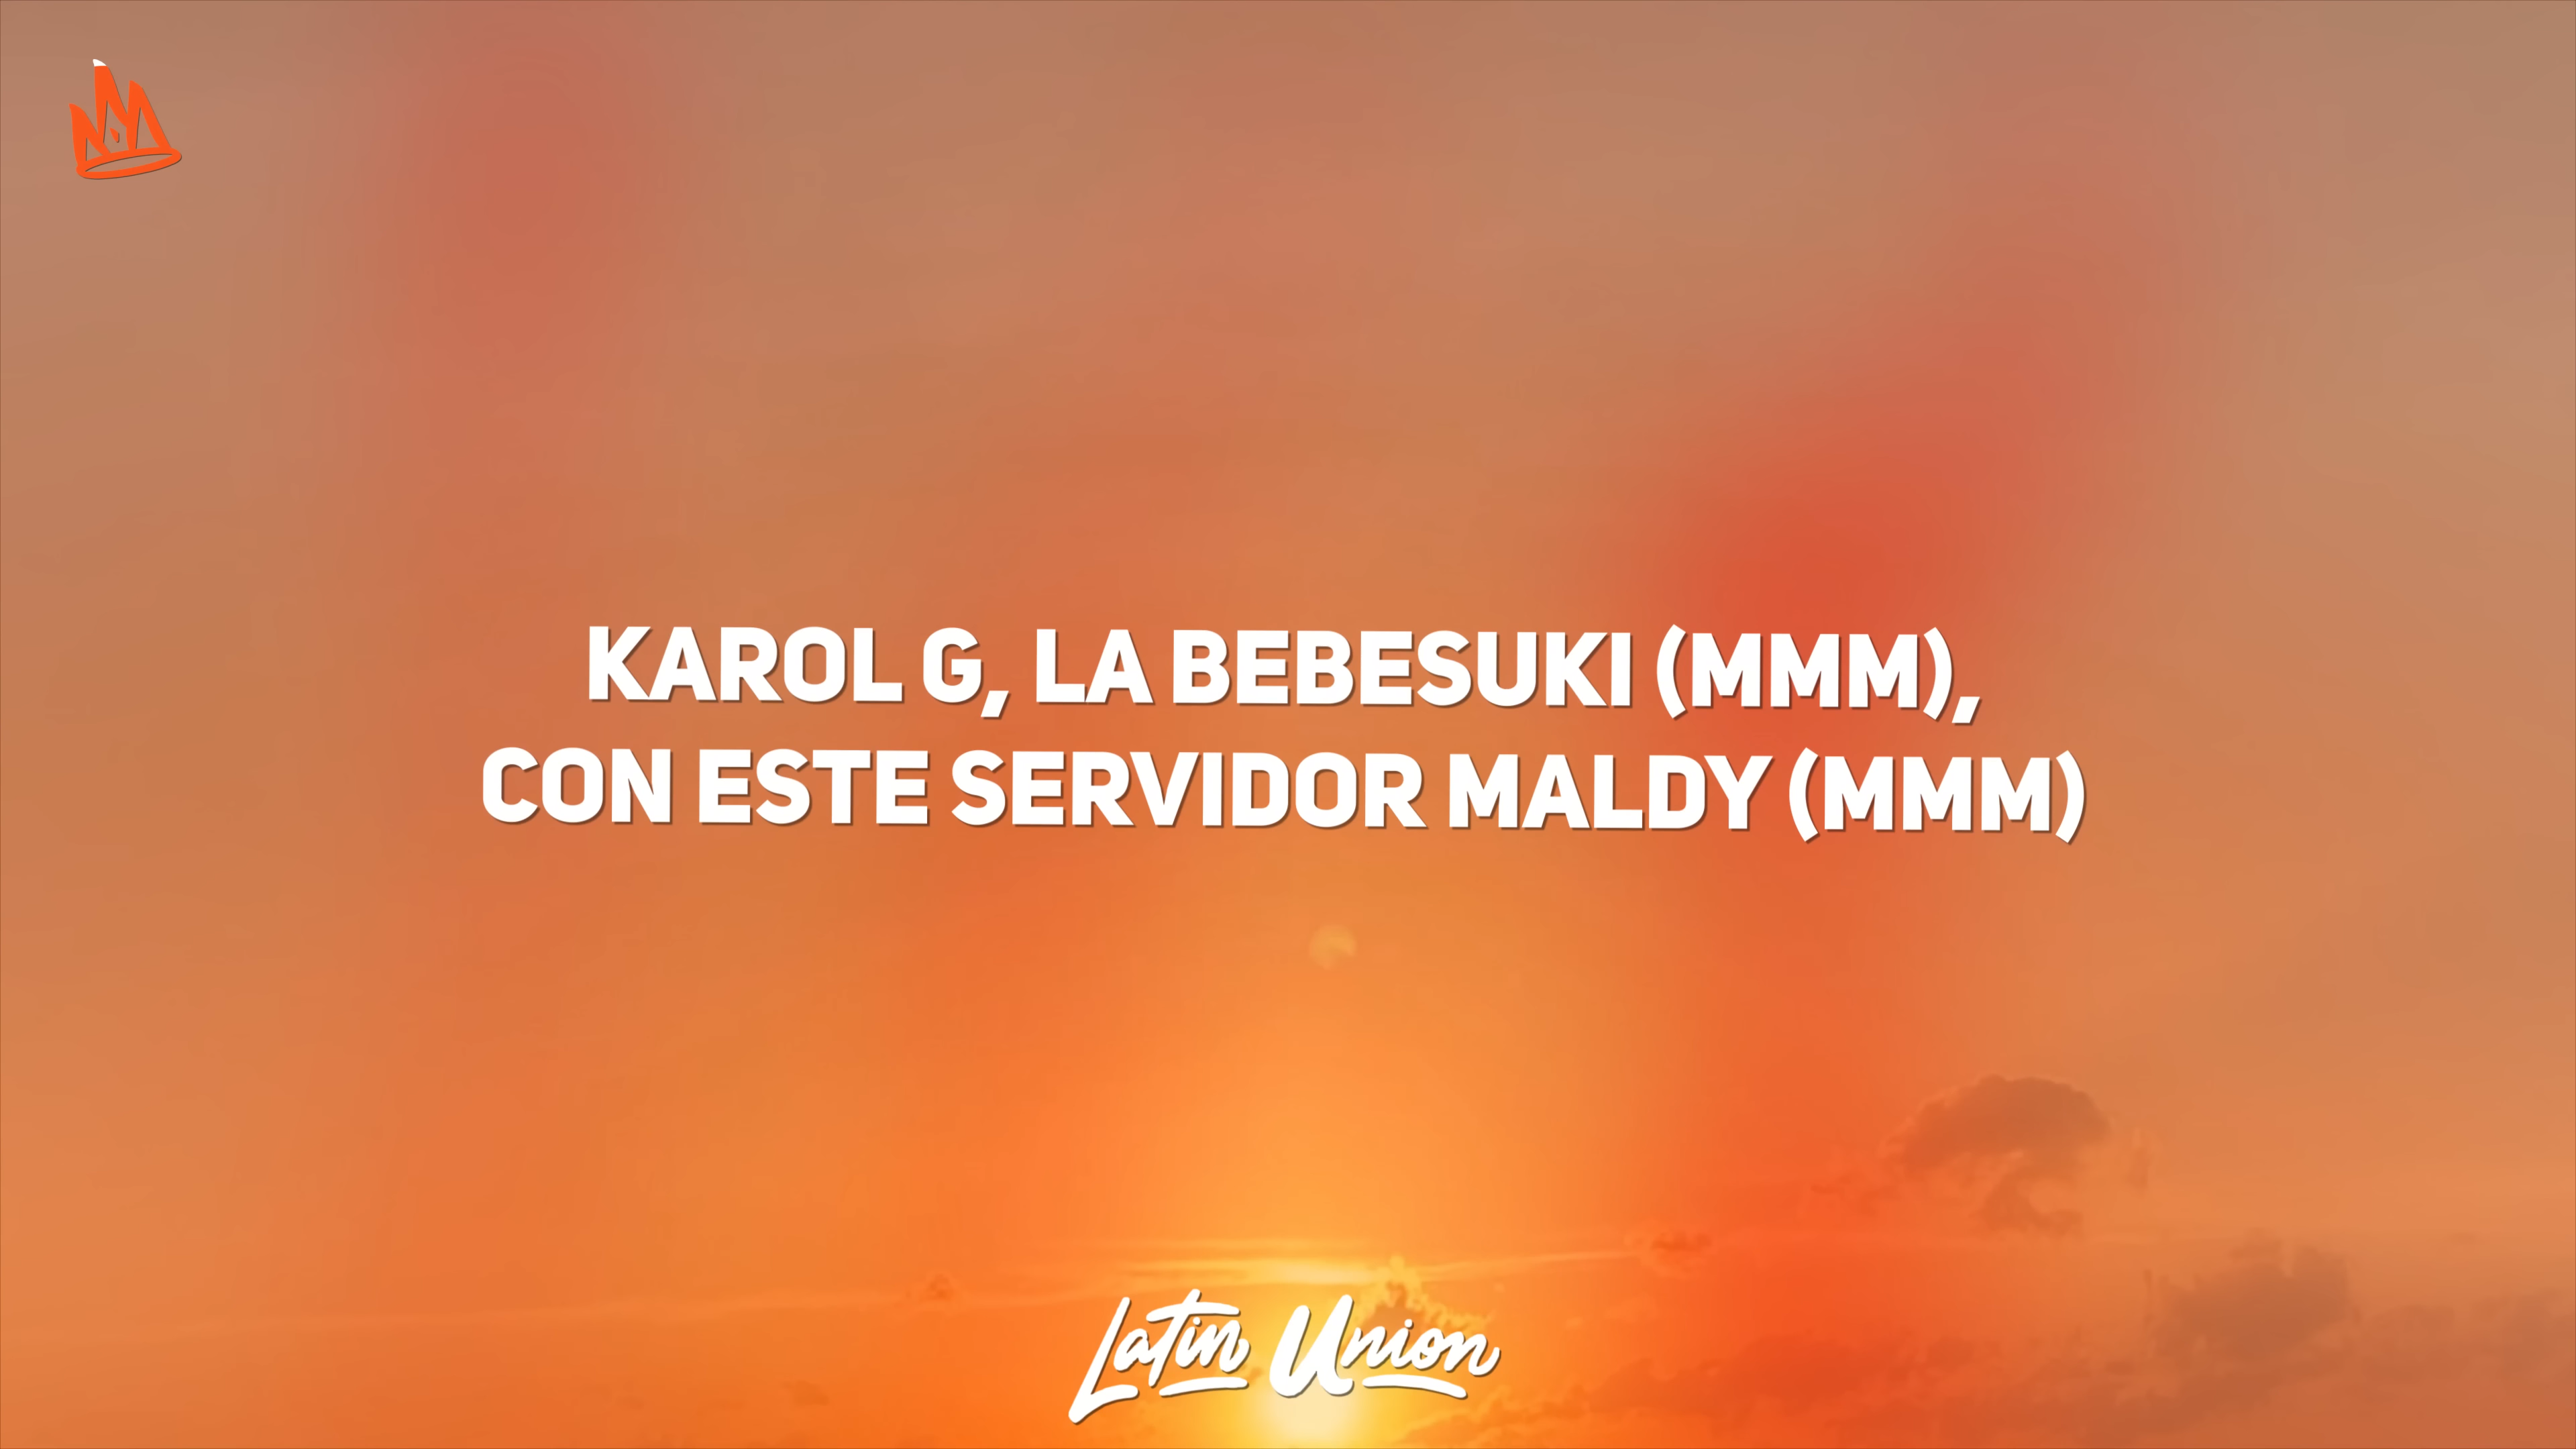 KAROL G, LA BEBESUKI (MMM),
CON ESTE SERVIDOR MALDY (MMM)
Latin Union